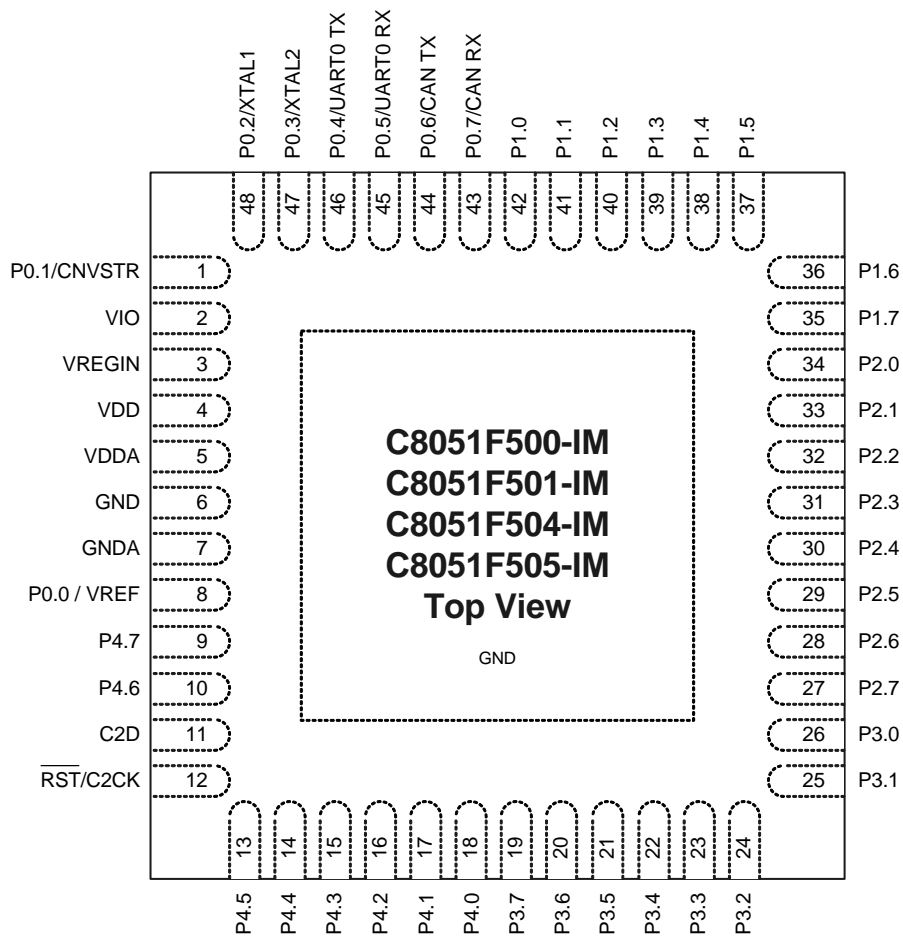 P0.2/XTAL1
P0.3/XTAL2
P0.4/UART0 TX
P0.5/UART0 RX
P0.6/CAN TX
P0.7/CAN RX
P1.0
P1.1
P1.2
P1.3
P1.4
P1.5
48
47
46
45
44
43
42
41
40
39
38
37
P0.1/CNVSTR 1
VIO 2
VREGIN 3
VDD 4
VDDA 5
GND 6
GNDA 7
P0.0 / VREF 8
P4.7 9
P4.6 10
C2D 11
RST/C2CK 12
C8051F500-IM
C8051F501-IM
C8051F504-IM
C8051F505-IM
Top View
GND
36 P1.6
35 P1.7
34 P2.0
33 P2.1
32 P2.2
31 P2.3
30 P2.4
29 P2.5
28 P2.6
27 P2.7
26 P3.0
25 P3.1
13
14
15
16
17
18
19
20
21
22
23
24
P4.5
P4.4
P4.3
P4.2
P4.1
P4.0
P3.7
P3.6
P3.5
P3.4
P3.3
P3.2